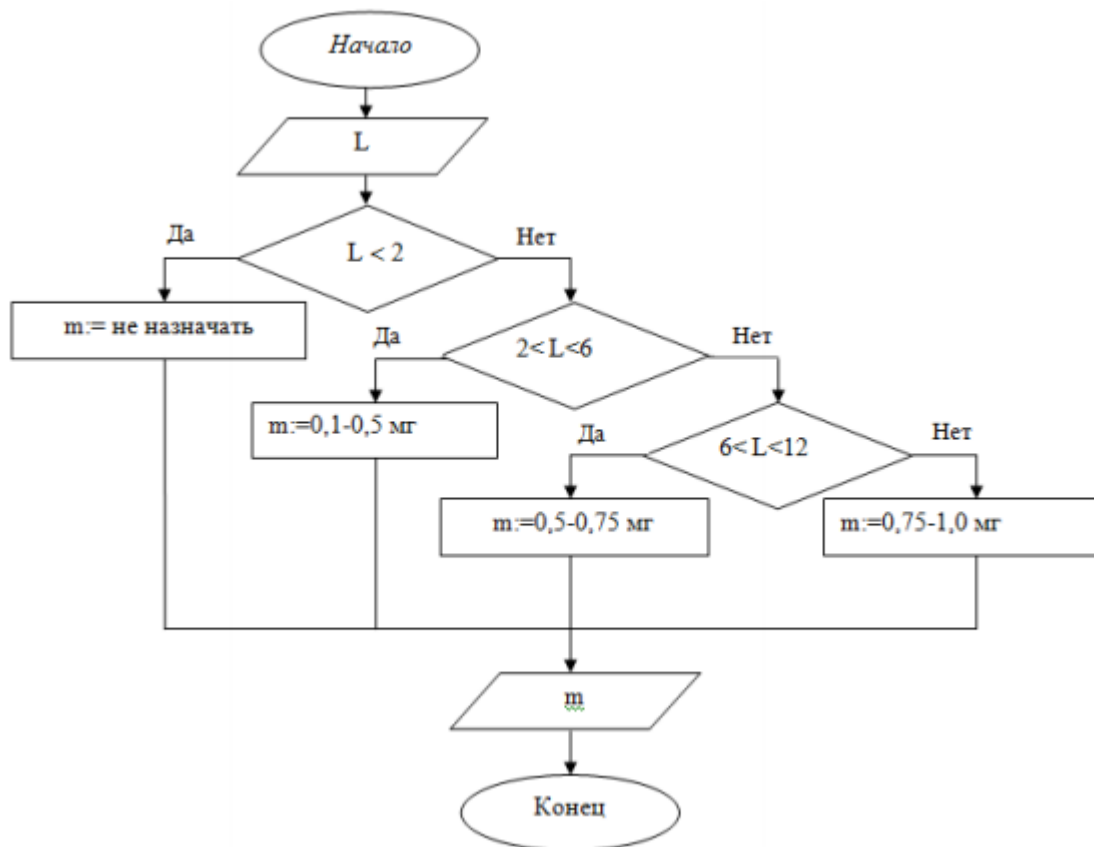 Начало
L
Да
L < 2
Нет
m:= не назначать
Да
2< L<6
Нет
m:=0,1-0,5 мг
Да
6< L<12
Нет
m:=0,5-0,75 мг
m:=0,75-1,0 мг
m
Конец